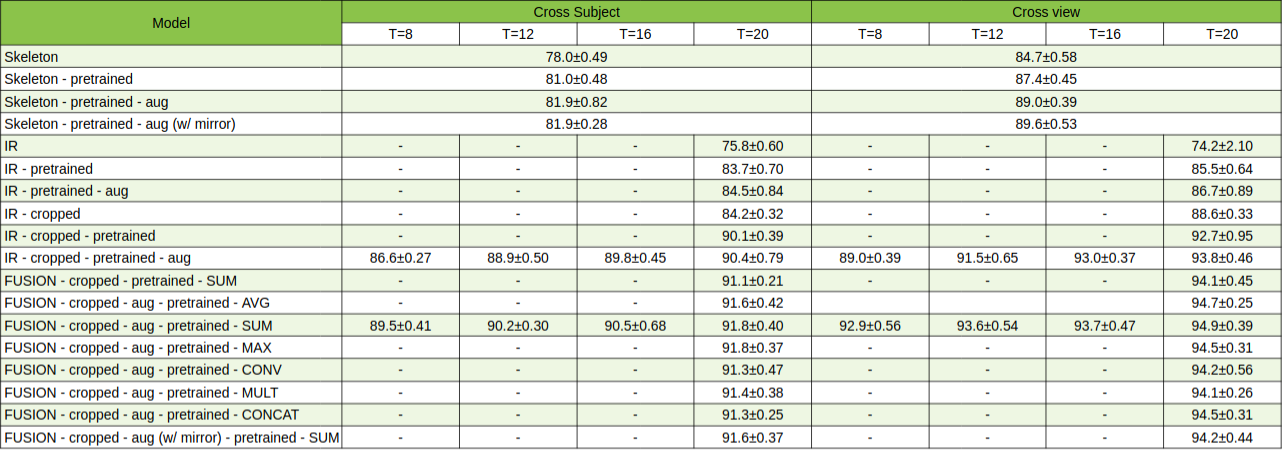 Model Cross Subject Cross view
T=8 T=12 T=16 T=20 T=8 T=12 T=16 T=20
Skeleton 78.0±0.49 84.7±0.58
Skeleton - pretrained 81.0±0.48 87.4±0.45
Skeleton - pretrained - aug 81.9±0.82 89.0±0.39
Skeleton - pretrained - aug (w/ mirror) 81.9±0.28 89.6±0.53
IR - - - 75.8±0.60 - - - 74.2±2.10
IR - pretrained - - - 83.7±0.70 - - - 85.5±0.64
IR - pretrained - aug - - - 84.5±0.84 - - - 86.7±0.89
IR - cropped - - - 84.2±0.32 - - - 88.6±0.33
IR - cropped - pretrained - - - 90.1±0.39 - - - 92.7±0.95
IR - cropped - pretrained - aug 86.6±0.27 88.9±0.50 89.8±0.45 90.4±0.79 89.0±0.39 91.5±0.65 93.0±0.37 93.8±0.46
FUSION - cropped - pretrained - SUM - - - 91.1±0.21 - - - 94.1±0.45
FUSION - cropped - aug - pretrained - AVG - - - 91.6±0.42 94.7±0.25
FUSION - cropped - aug - pretrained - SUM 89.5±0.41 90.2±0.30 90.5±0.68 91.8±0.40 92.9±0.56 93.6±0.54 93.7±0.47 94.9±0.39
FUSION - cropped - aug - pretrained - MAX - - - 91.8±0.37 - - - 94.5±0.31
FUSION - cropped - aug - pretrained - CONV - - - 91.3±0.47 - - - 94.2±0.56
FUSION - cropped - aug - pretrained - MULT - - - 91.4±0.38 - - - 94.1±0.26
FUSION - cropped - aug - pretrained - CONCAT - - - 91.3±0.25 - - - 94.5±0.31
FUSION - cropped - aug (w/ mirror) - pretrained - SUM - - - 91.6±0.37 - - - 94.2±0.44